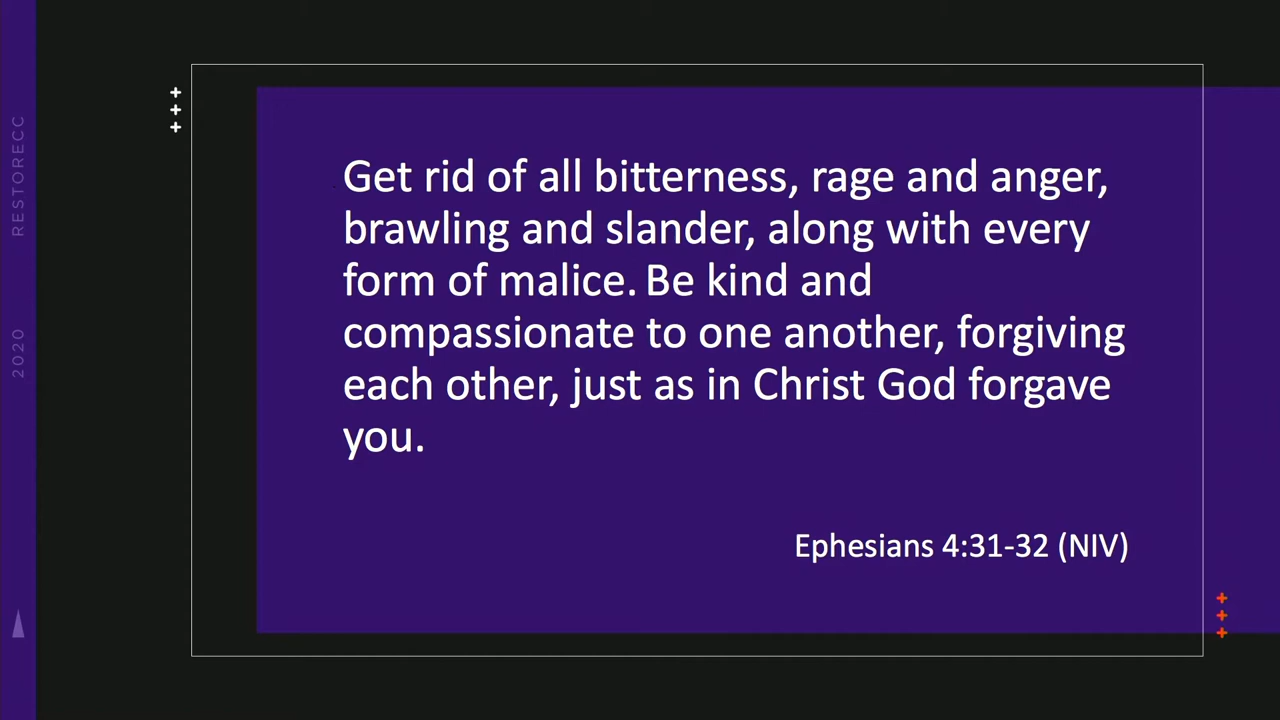 RESTORECC
2020
Get rid of all bitterness, rage and anger,
brawling and slander, along with every
form of malice. Be kind and
compassionate to one another, forgiving
each other, just as in Christ God forgave
you.
Ephesians 4:31-32 (NIV)